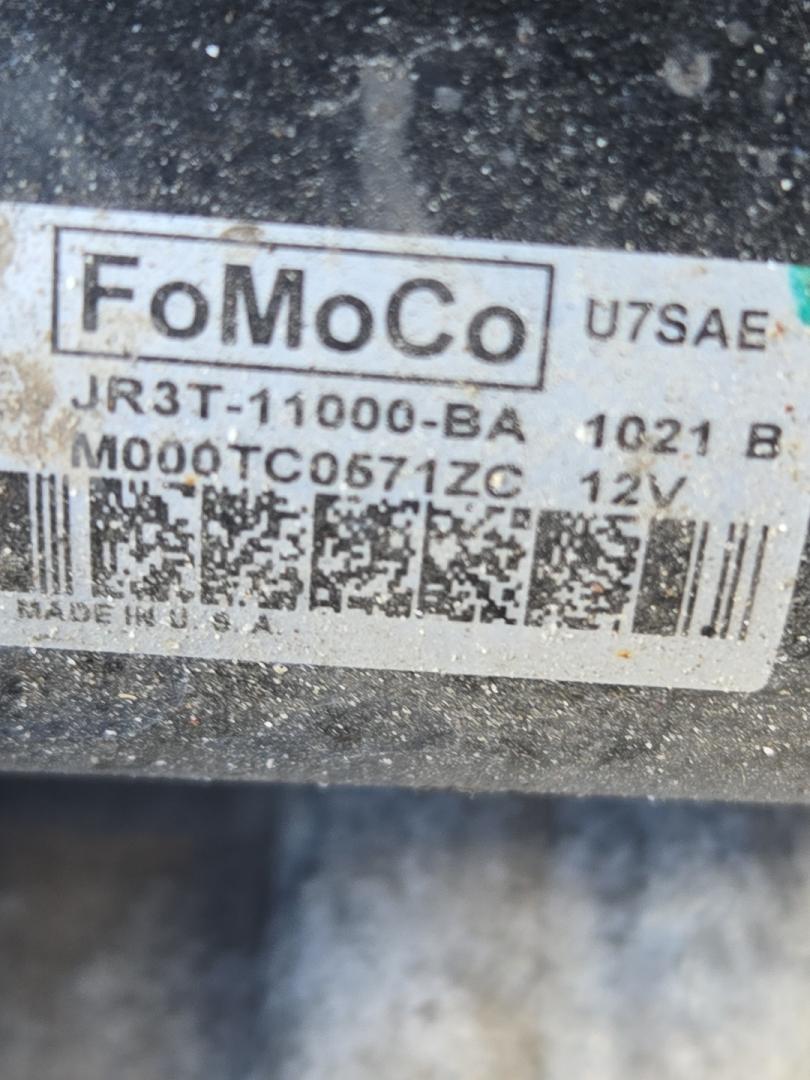 FoMoCo U7SAE
JR3T-11000-BA 1021 B
M000TC0571ZC 12V
MADE IN U.S.A.